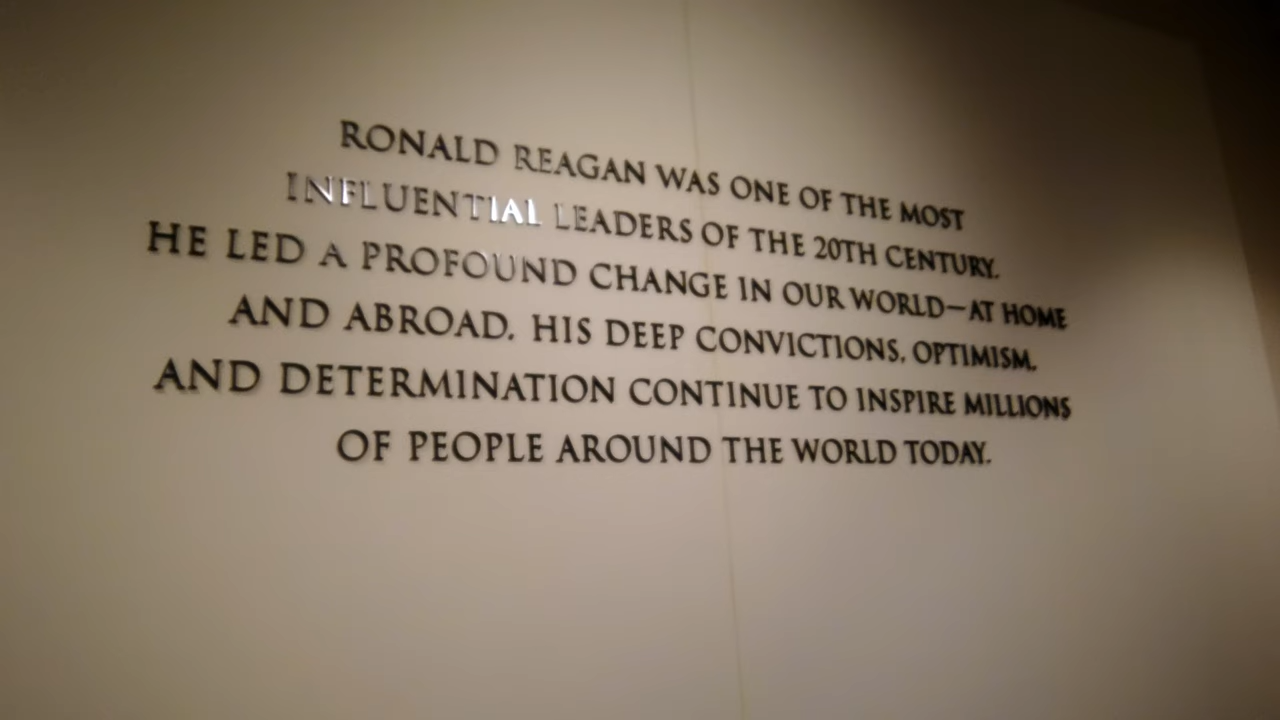 RONALD REAGAN WAS ONE OF THE MOST
INFLUENTIAL LEADERS OF THE 20TH CENTURY.
HE LED A PROFOUND CHANGE IN OUR WORLD—AT HOME
AND ABROAD. HIS DEEP CONVICTIONS, OPTIMISM,
AND DETERMINATION CONTINUE TO INSPIRE MILLIONS
OF PEOPLE AROUND THE WORLD TODAY.